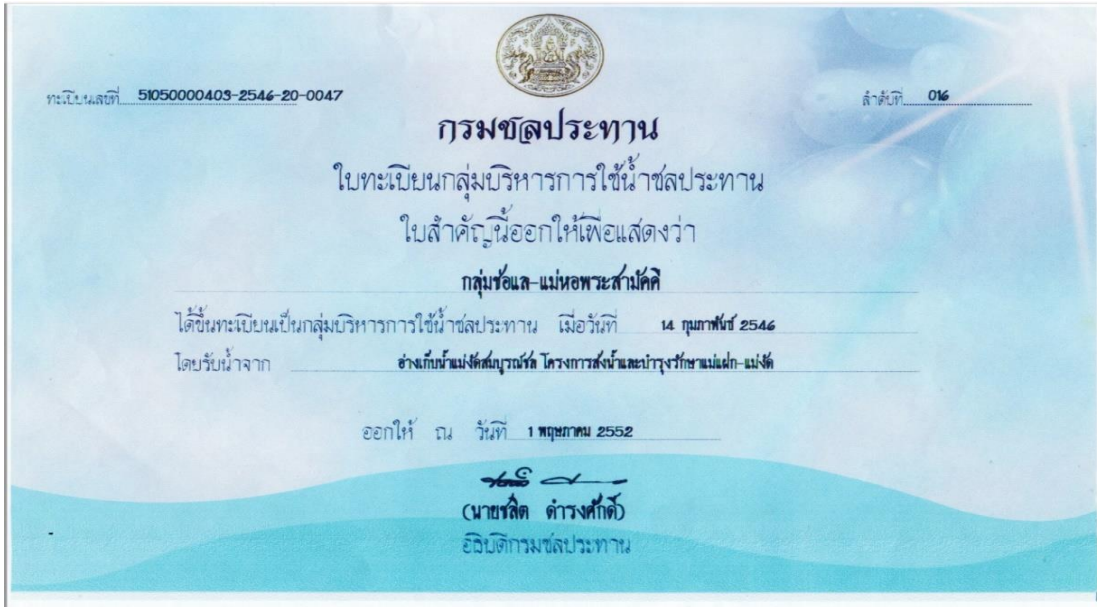 ทะเบียนเลขที่ 51050000403-2546-20-0047 ลำดับที่ 016
กรมชลประทาน
ใบทะเบียนกลุ่มบริหารการใช้น้ำชลประทาน
ใบสำคัญนี้ออกให้เพื่อแสดงว่า
กลุ่มช่อแล-แม่หอพระสามัคคี
ได้ขึ้นทะเบียนเป็นกลุ่มบริหารการใช้น้ำชลประทาน เมื่อวันที่ 14 กุมภาพันธ์ 2546
โดยรับน้ำจาก อ่างเก็บน้ำแม่งัดสมบูรณ์ชล โครงการส่งน้ำและบำรุงรักษาแม่แฝก-แม่งัด
ออกให้ ณ วันที่ 1 พฤษภาคม 2552
(นายชลิต ดำรงศักดิ์)
อธิบดีกรมชลประทาน